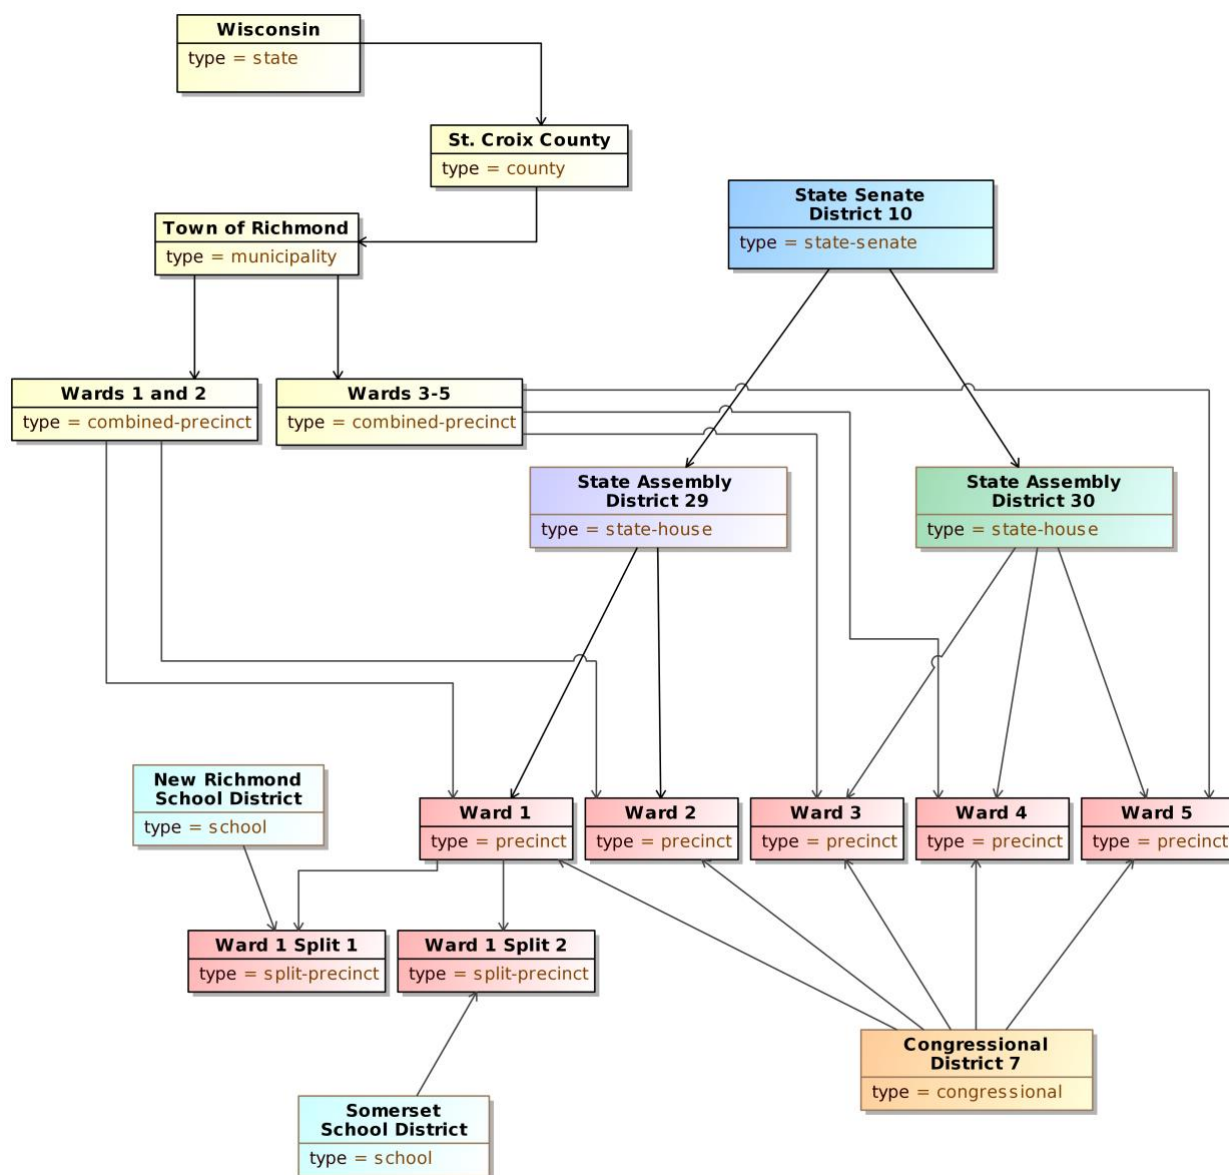 Wisconsin
type = state
St. Croix County
type = county
Town of Richmond
type = municipality
State Senate
District 10
type = state-senate
Wards 1 and 2
type = combined-precinct
Wards 3-5
type = combined-precinct
State Assembly
District 29
type = state-house
State Assembly
District 30
type = state-house
New Richmond
School District
type = school
Ward 1
type = precinct
Ward 2
type = precinct
Ward 3
type = precinct
Ward 4
type = precinct
Ward 5
type = precinct
Ward 1 Split 1
type = split-precinct
Ward 1 Split 2
type = split-precinct
Congressional
District 7
type = congressional
Somerset
School District
type = school